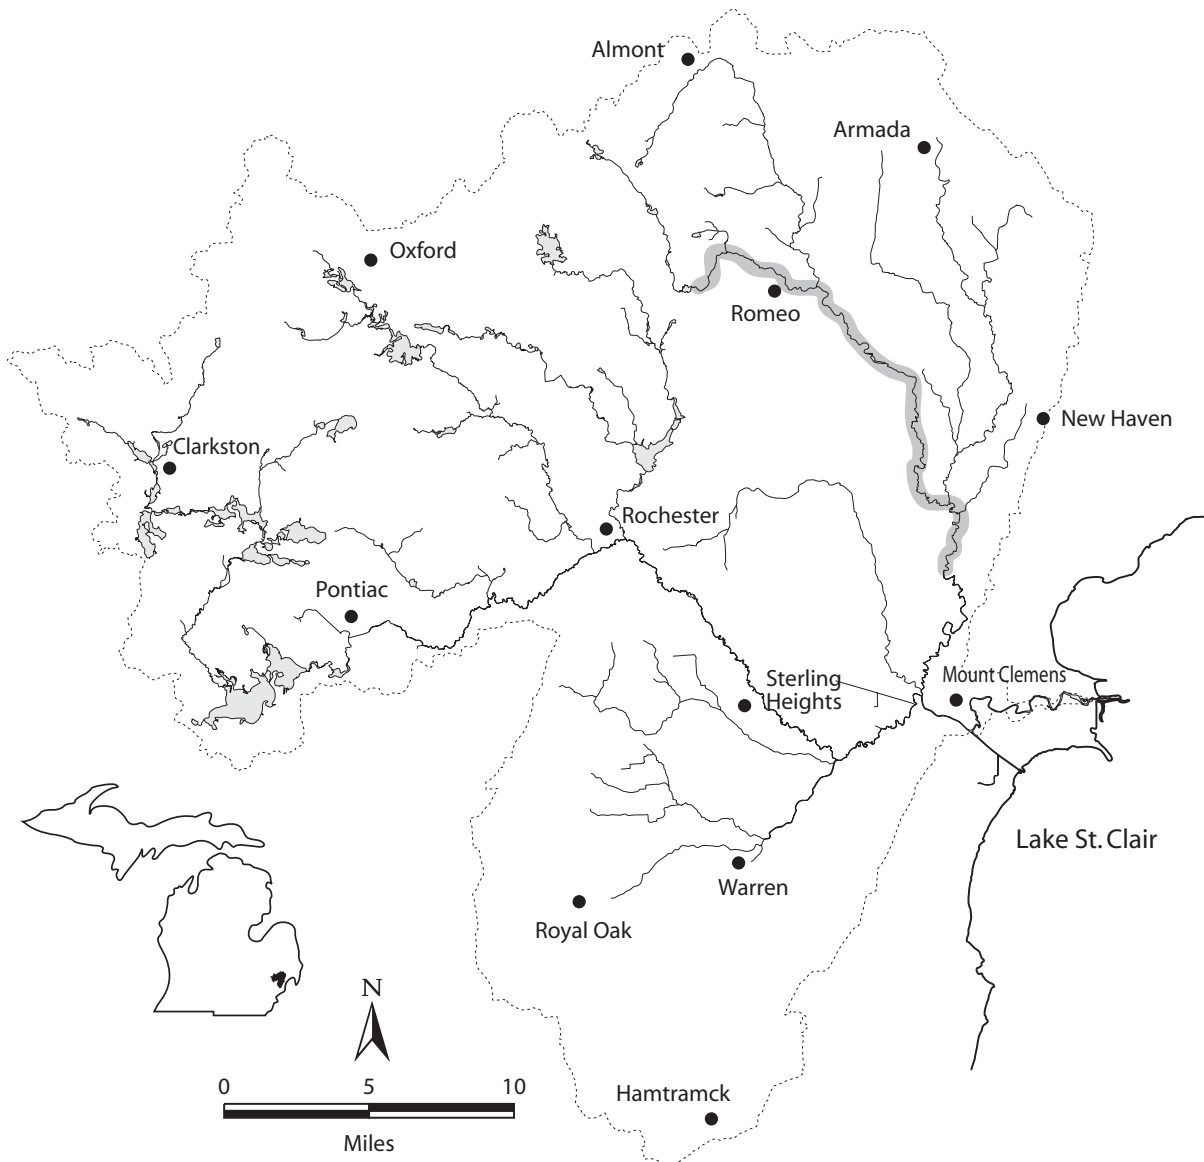 Almont
Armada
Oxford
Romeo
New Haven
Clarkston
Rochester
Pontiac
Sterling
Heights
Mount Clemens
Lake St. Clair
Warren
Royal Oak
N
0 5 10
Miles
Hamtramck